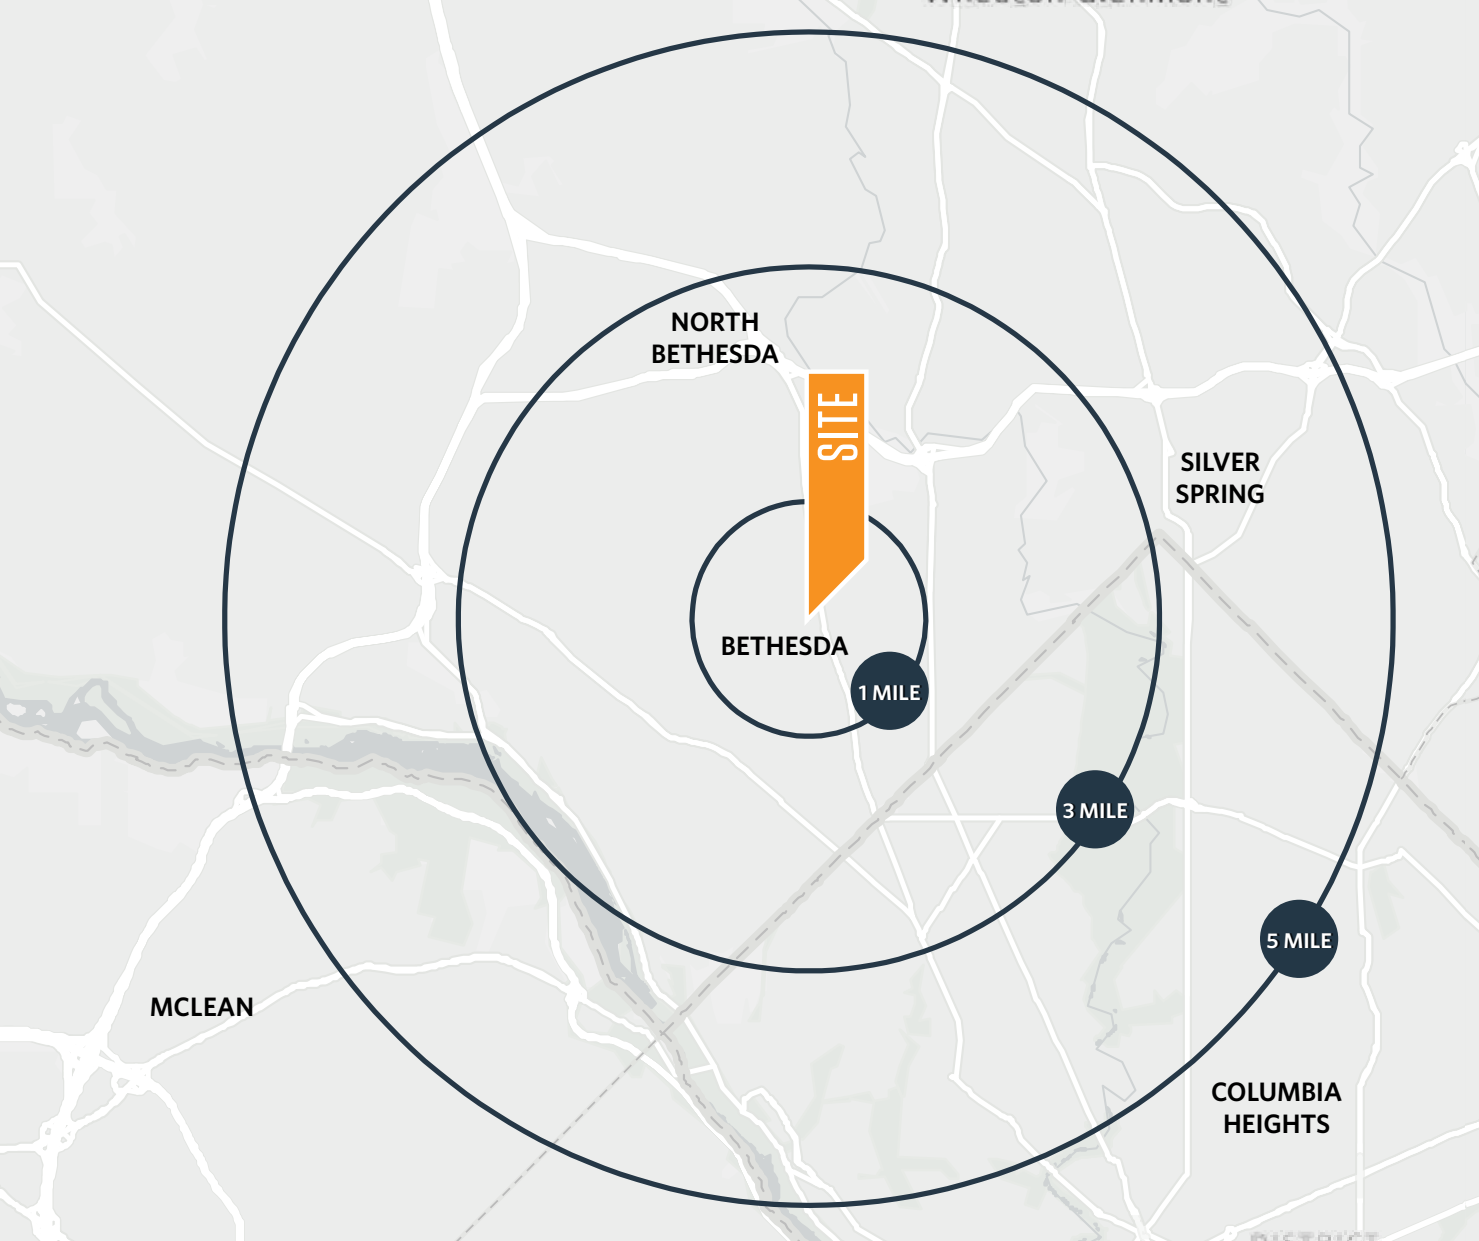 NORTH
BETHESDA
SITE
SILVER
SPRING
BETHESDA
1 MILE
3 MILE
5 MILE
MCLEAN
COLUMBIA
HEIGHTS